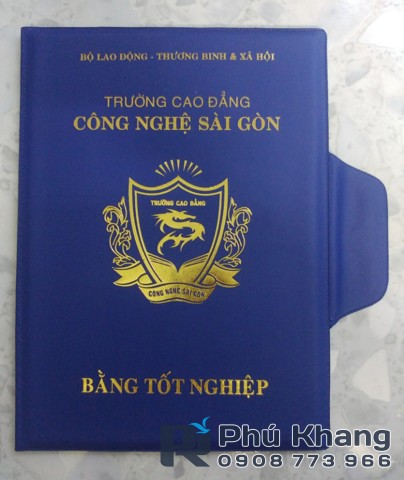 BỘ LAO DỘNG - THƯƠNG BINH & XÃ HỘI
TRƯỜNG CAO ĐẲNG
CÔNG NGHỆ SÀI GÒN
TRƯỜNG CAO ĐẲNG
CÔNG NGHỆ SÀI GÒN
BẰNG TỐT NGHIỆP
Phú Khang
0908 773 966